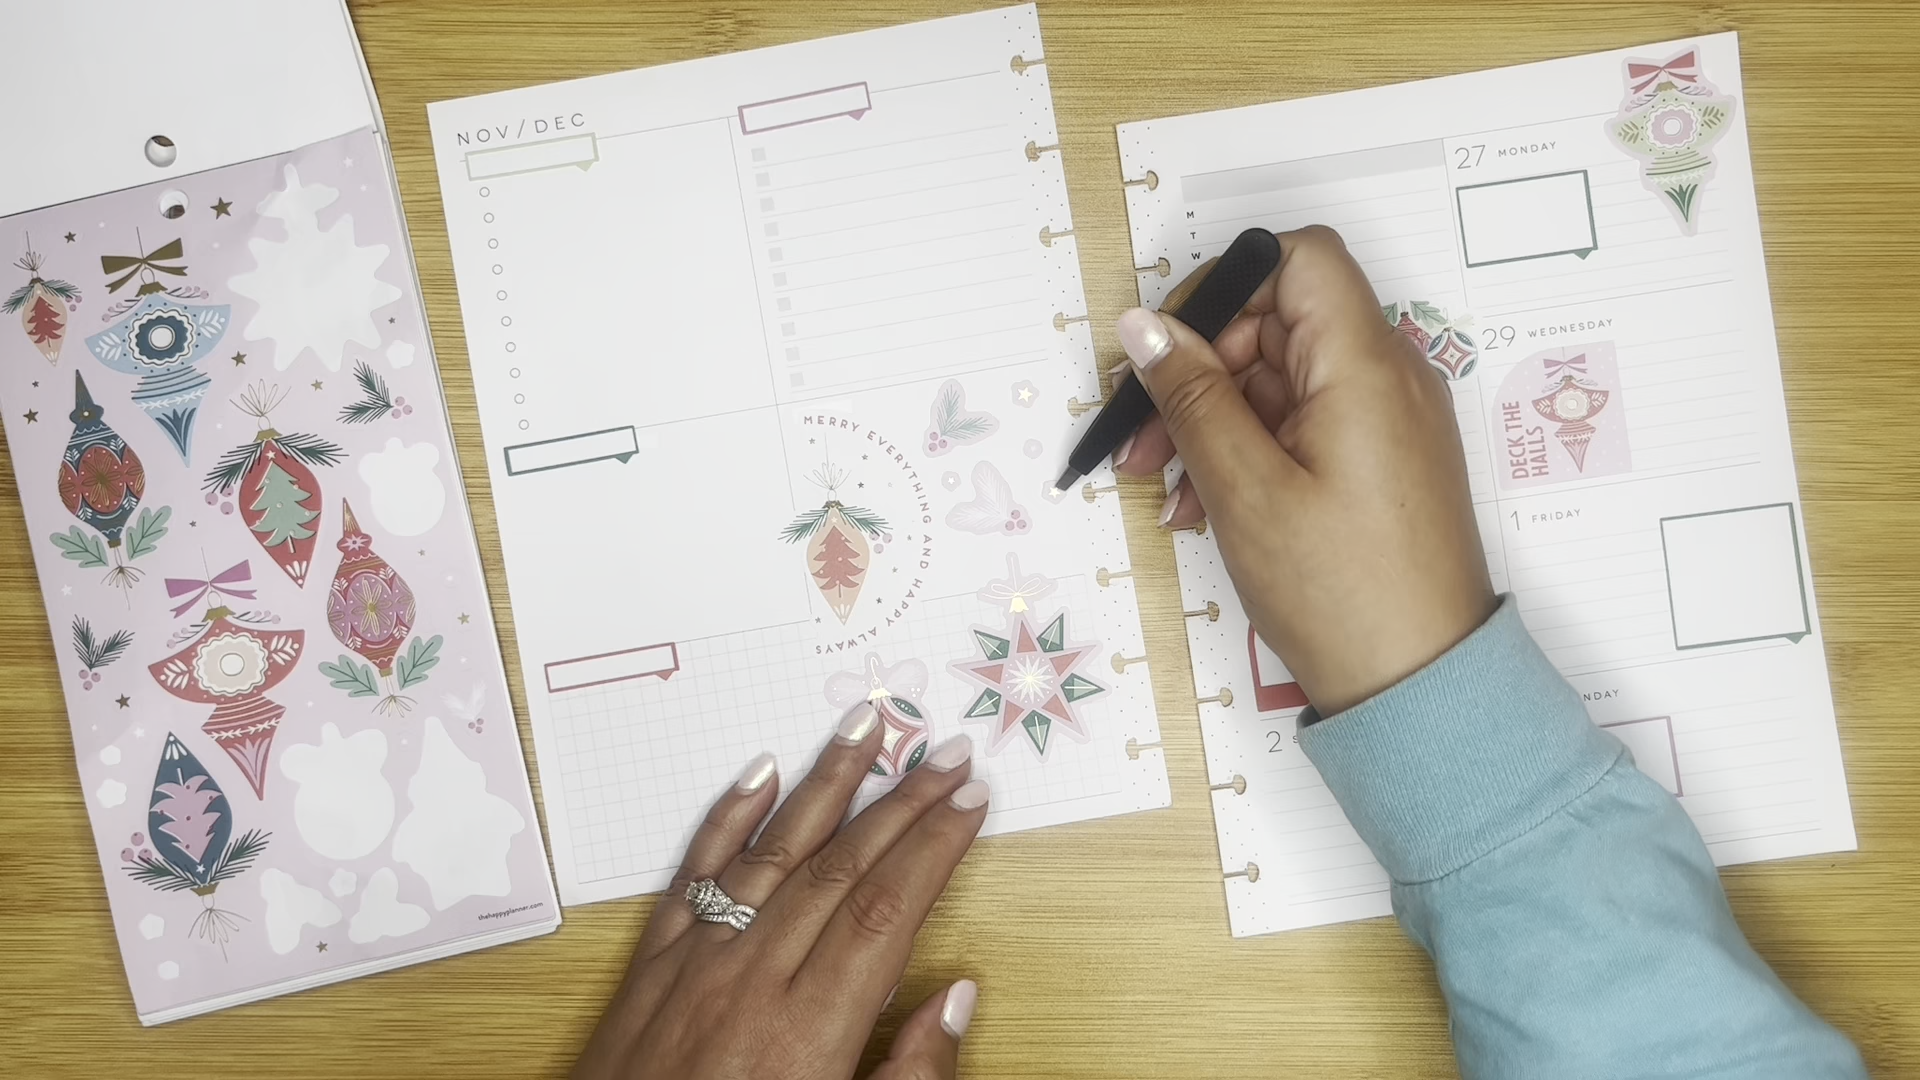 NOV/DEC
MERRY EVERYTHING AND HAPPY ALWAYS
thehappyplanner.com
M
T
W
27 MONDAY
29 WEDNESDAY
DECK THE
HALLS
1 FRIDAY
2